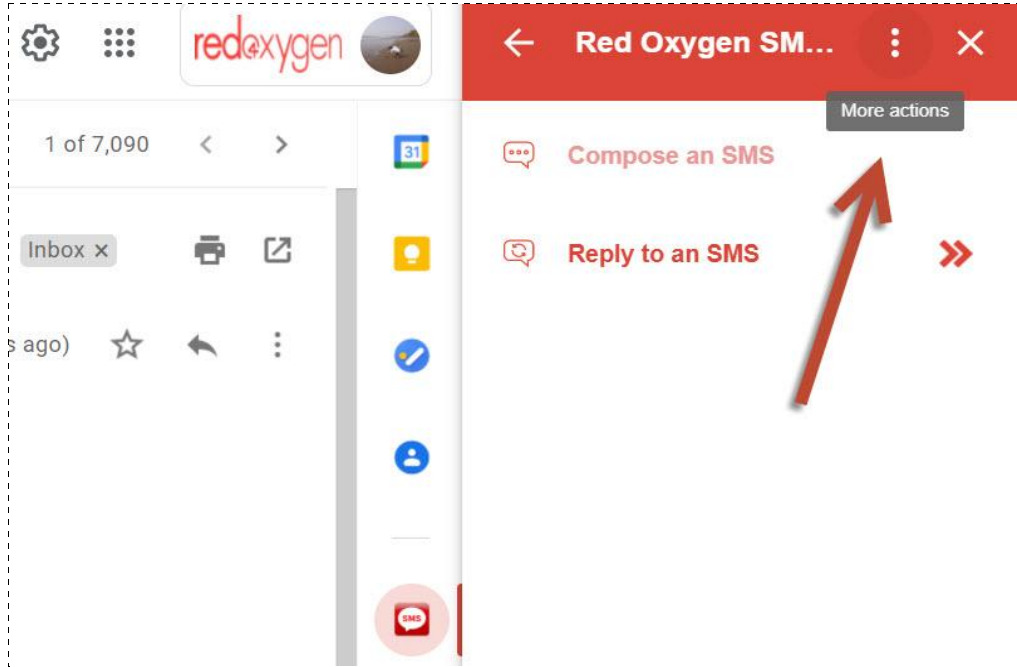 redoxygen
Red Oxygen SM...
More actions
1 of 7,090
31
Compose an SMS
Inbox ×
Reply to an SMS
s ago)
SMS